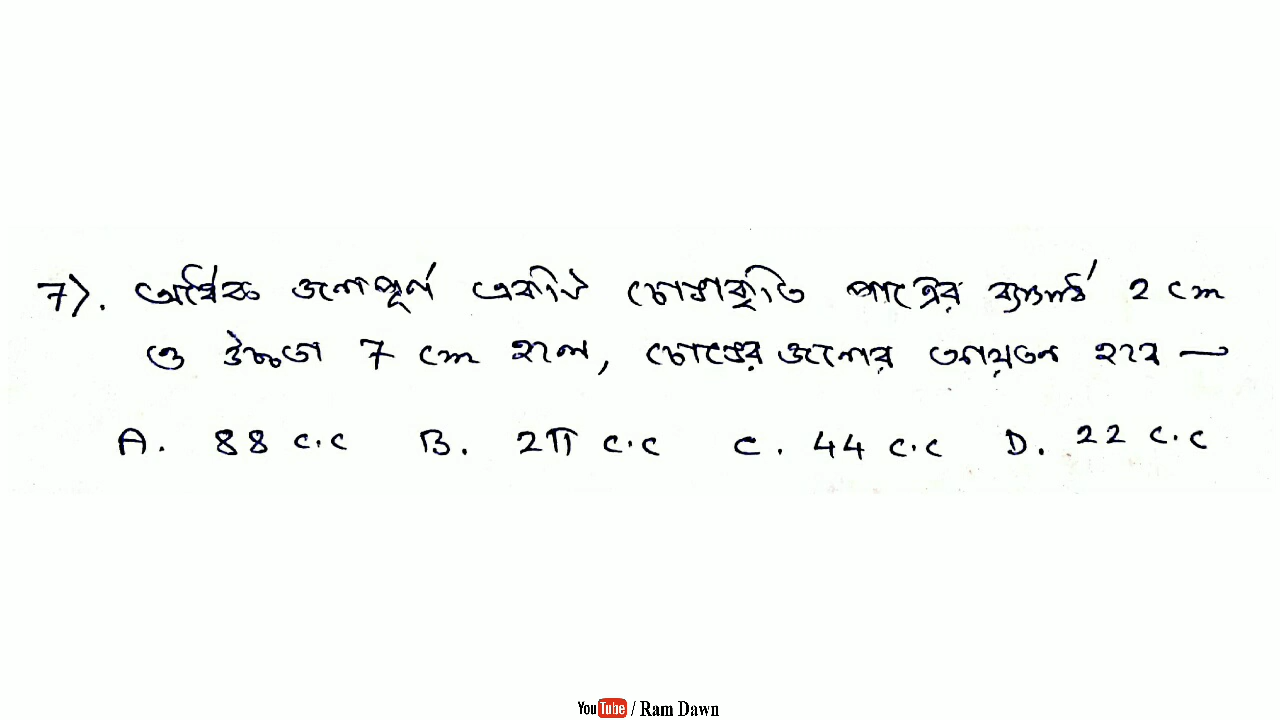 7). অর্ধেক জলপূর্ণ একটি চোঙাকৃতি পাত্রের ব্যাসার্ধ 2 cm
ও উচ্চতা 7 cm হলে, চোঙের জলের আয়তন হবে —
A. 88 c.c B. 2π c.c C. 44 c.c D. 22 c.c
YouTube / Ram Dawn